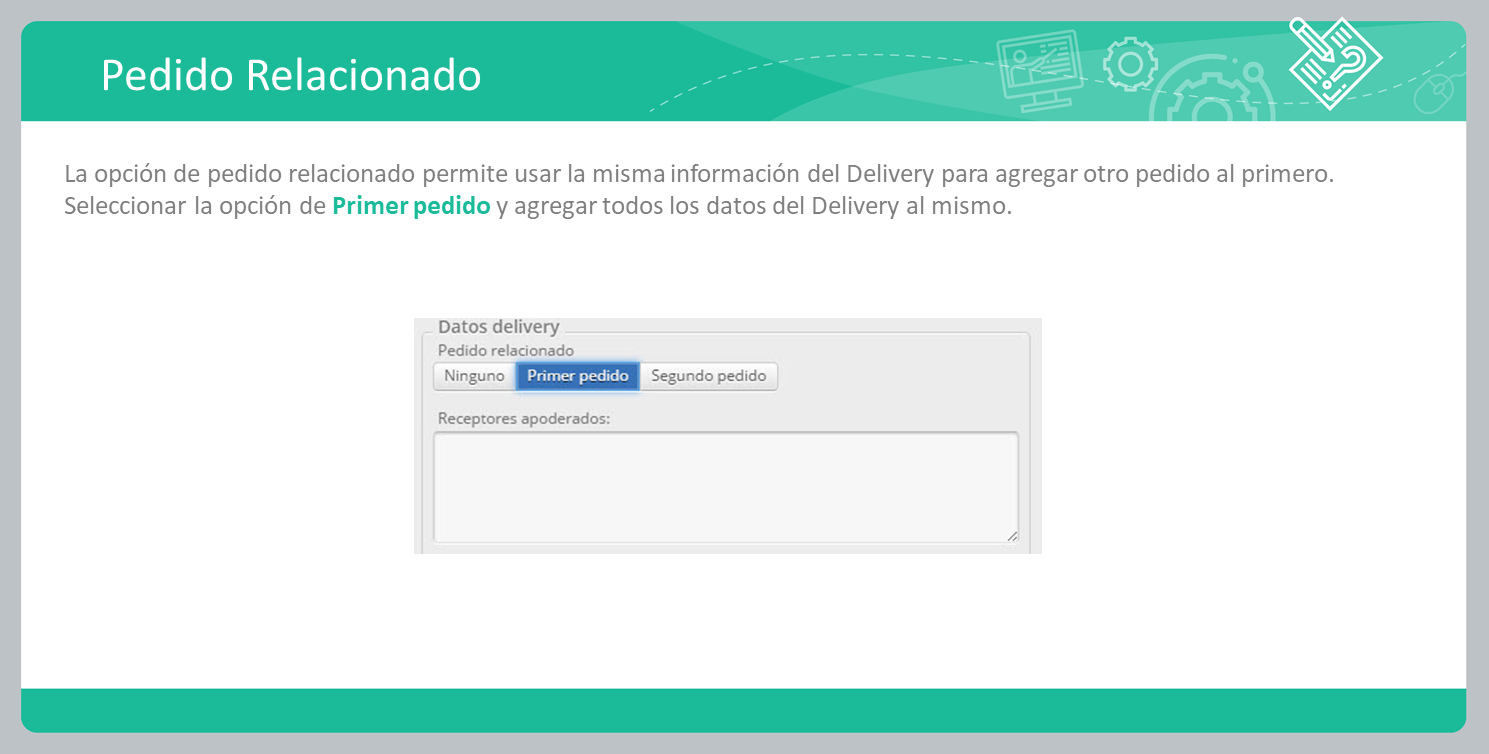 Pedido Relacionado
La opción de pedido relacionado permite usar la misma información del Delivery para agregar otro pedido al primero.
Seleccionar la opción de Primer pedido y agregar todos los datos del Delivery al mismo.
Datos delivery
Pedido relacionado
Ninguno Primer pedido Segundo pedido
Receptores apoderados: